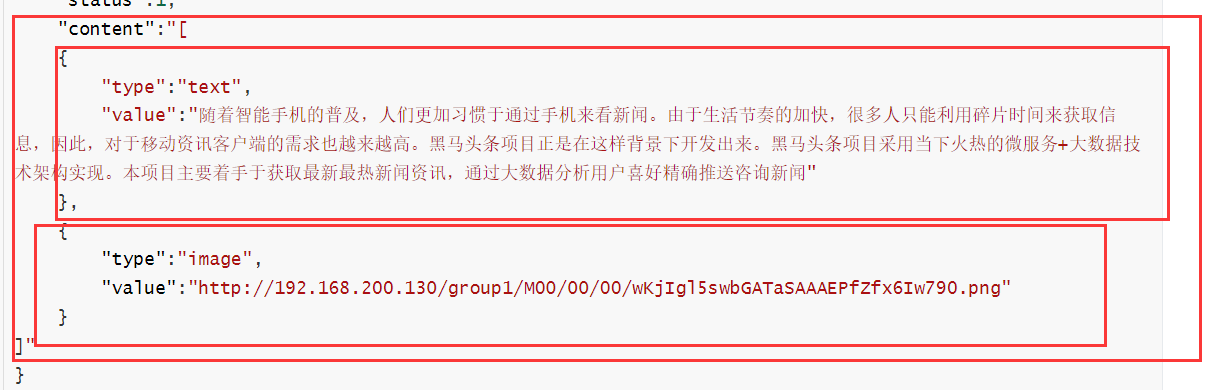 "status":1,
"content":"[
{
"type":"text",
"value":"随着智能手机的普及，人们更加习惯于通过手机来看新闻。由于生活节奏的加快，很多人只能利用碎片时间来获取信
息，因此，对于移动资讯客户端的需求也越来越高。黑马头条项目正是在这样背景下开发出来。黑马头条项目采用当下火热的微服务+大数据技
术架构实现。本项目主要着手于获取最新最热新闻资讯，通过大数据分析用户喜好精确推送咨询新闻"
},
{
"type":"image",
"value":"http://192.168.200.130/group1/M00/00/00/wKjIgl5swbGATaSAAAEPfZfx6Iw790.png"
}
]"
}